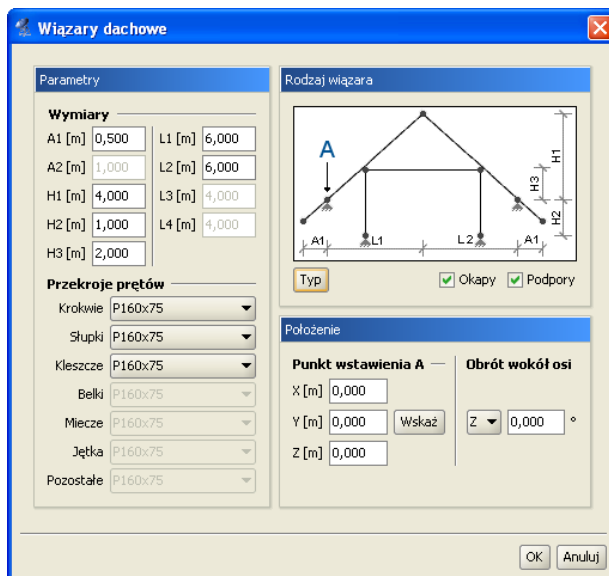 Wiązary dachowe
Parametry
Wymiary
A1 [m] 0,500 L1 [m] 6,000
A2 [m] 1,000 L2 [m] 6,000
H1 [m] 4,000 L3 [m] 4,000
H2 [m] 1,000 L4 [m] 4,000
H3 [m] 2,000
Przekroje prętów
Krokwie P160x75
Słupki P160x75
Kleszcze P160x75
Belki P160x75
Miecze P160x75
Jętka P160x75
Pozostałe P160x75
Rodzaj wiązara
A
H1
H3
H2
A1 L1 L2 A1
Typ Okapy Podpory
Położenie
Punkt wstawienia A Obrót wokół osi
X [m] 0,000
Y [m] 0,000 Wskaż Z 0,000 °
Z [m] 0,000
OK Anuluj